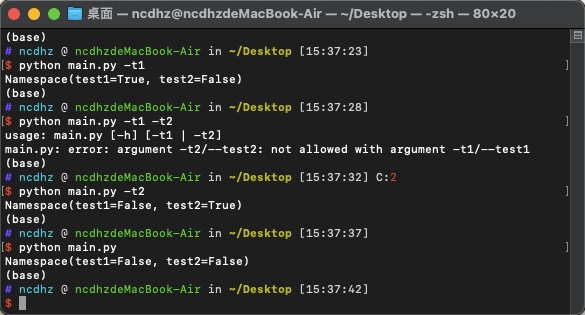 桌面 — ncdhz@ncdhzdeMacBook-Air — ~/Desktop — -zsh — 80×20
(base)
# ncdhz @ ncdhzdeMacBook-Air in ~/Desktop [15:37:23]
[$ python main.py -t1 ]
Namespace(test1=True, test2=False)
(base)
# ncdhz @ ncdhzdeMacBook-Air in ~/Desktop [15:37:28]
[$ python main.py -t1 -t2 ]
usage: main.py [-h] [-t1 | -t2]
main.py: error: argument -t2/--test2: not allowed with argument -t1/--test1
(base)
# ncdhz @ ncdhzdeMacBook-Air in ~/Desktop [15:37:32] C:2
[$ python main.py -t2 ]
Namespace(test1=False, test2=True)
(base)
# ncdhz @ ncdhzdeMacBook-Air in ~/Desktop [15:37:37]
[$ python main.py ]
Namespace(test1=False, test2=False)
(base)
# ncdhz @ ncdhzdeMacBook-Air in ~/Desktop [15:37:42]
$